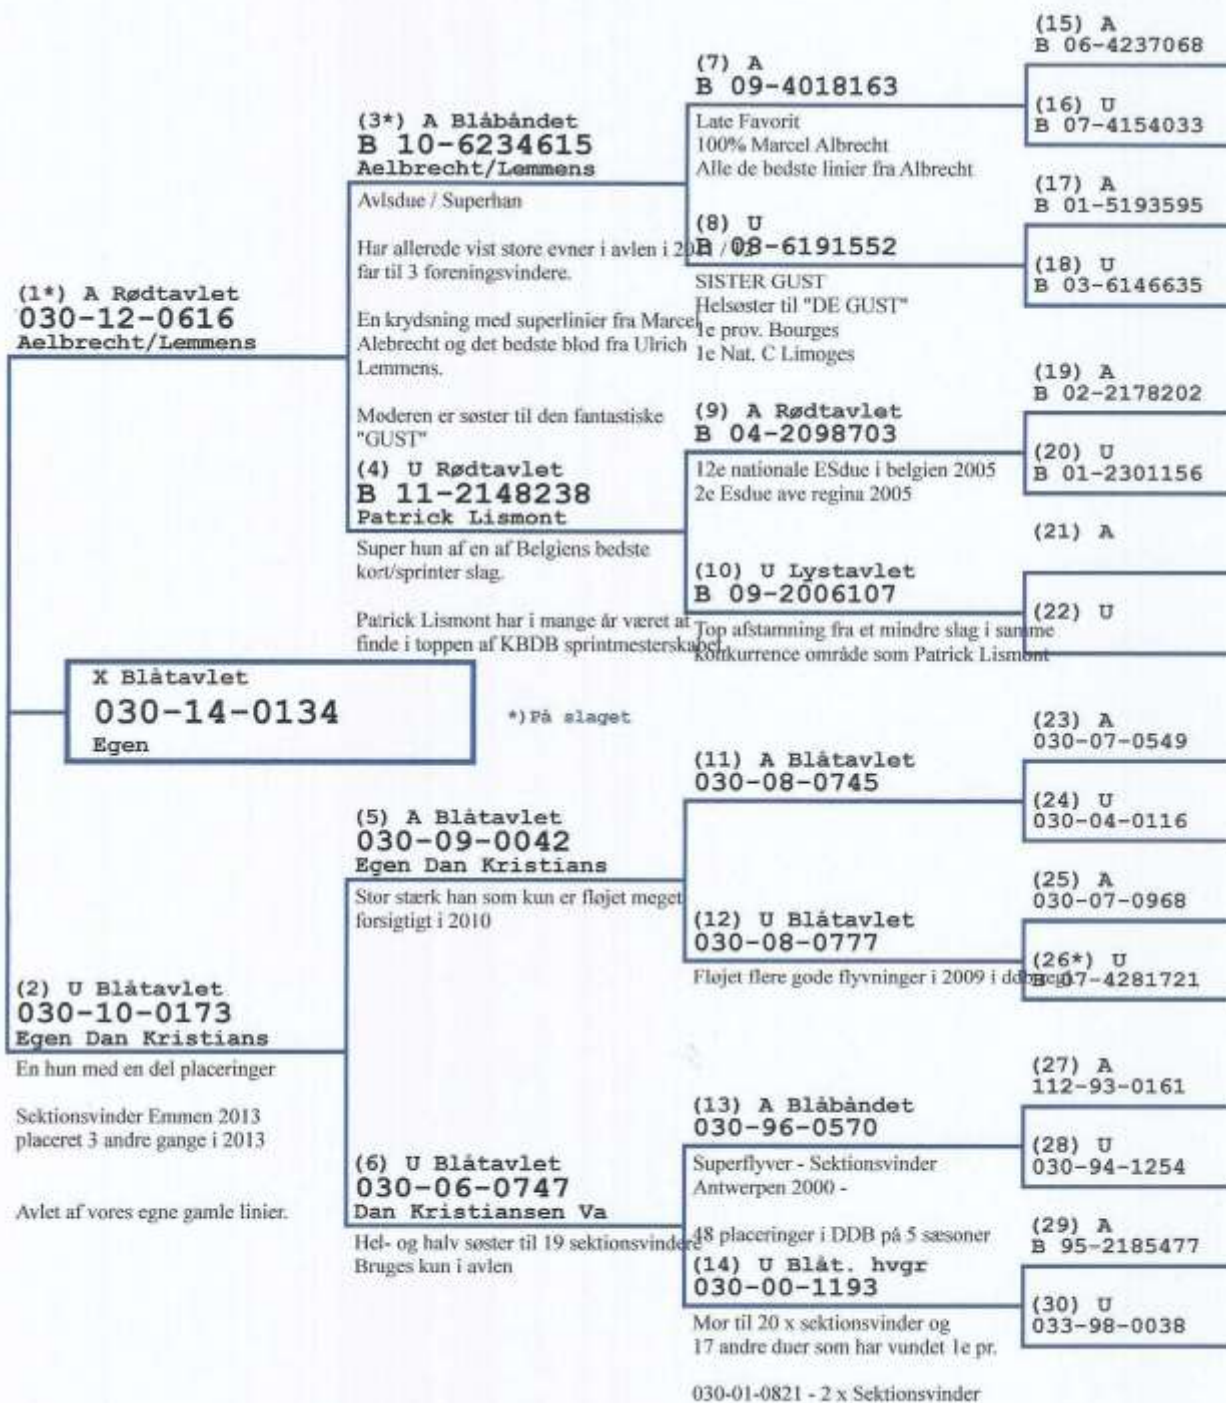 (1*) A Rødtavlet
030-12-0616
Aelbrecht/Lemmens
(2) U Blåtavlet
030-10-0173
Egen Dan Kristians
En hun med en del placeringer
Sektionsvinder Emmen 2013
placeret 3 andre gange i 2013
Avlet af vores egne gamle linier.
X Blåtavlet
030-14-0134
Egen
*)På slaget
(3*) A Blåbåndet
B 10-6234615
Aelbrecht/Lemmens
Avlsdue / Superhan
Har allerede vist store evner i avlen i
far til 3 foreningsvindere.
En krydsning med superlinier fra Marcel
Alebrecht og det bedste blod fra Ulrich
Lemmens.
Moderen er søster til den fantastiske
"GUST"
(4) U Rødtavlet
B 11-2148238
Patrick Lismont
Super hun af en af Belgiens bedste
kort/sprinter slag.
Patrick Lismont har i mange år været at
finde i toppen af KBDB sprintmesterskabet.
(5) A Blåtavlet
030-09-0042
Egen Dan Kristians
Stor stærk han som kun er fløjet meget
forsigtigt i 2010
(6) U Blåtavlet
030-06-0747
Dan Kristiansen Va
Hel- og halv søster til 19 sektionsvindere
Bruges kun i avlen
(7) A
B 09-4018163
Late Favorit
100% Marcel Albrecht
Alle de bedste linier fra Albrecht
(8) U
B 08-6191552
SISTER GUST
Helsøster til "DE GUST"
1e prov. Bourges
1e Nat. C Limoges
(9) A Rødtavlet
B 04-2098703
12e nationale ESdue i belgien 2005
2e Esdue ave regina 2005
(10) U Lystavlet
B 09-2006107
Top afstamning fra et mindre slag i samme
konkurrence område som Patrick Lismont
(11) A Blåtavlet
030-08-0745
(12) U Blåtavlet
030-08-0777
Fløjet flere gode flyvninger i 2009 i
(13) A Blåbåndet
030-96-0570
Superflyver - Sektionsvinder
Antwerpen 2000 -
48 placeringer i DDB på 5 sæsoner
(14) U Blåt. hvgr
030-00-1193
Mor til 20 x sektionsvinder og
17 andre duer som har vundet 1e pr.
030-01-0821 - 2 x Sektionsvinder
(15) A
B 06-4237068
(16) U
B 07-4154033
(17) A
B 01-5193595
(18) U
B 03-6146635
(19) A
B 02-2178202
(20) U
B 01-2301156
(21) A
(22) U
(23) A
030-07-0549
(24) U
030-04-0116
(25) A
030-07-0968
(26*) U
B 07-4281721
(27) A
112-93-0161
(28) U
030-94-1254
(29) A
B 95-2185477
(30) U
033-98-0038